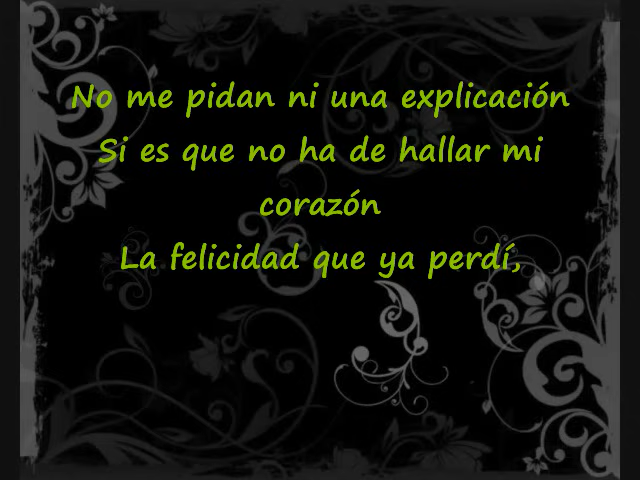 No me pidan ni una explicación
Si es que no ha de hallar mi
corazón
La felicidad que ya perdí,